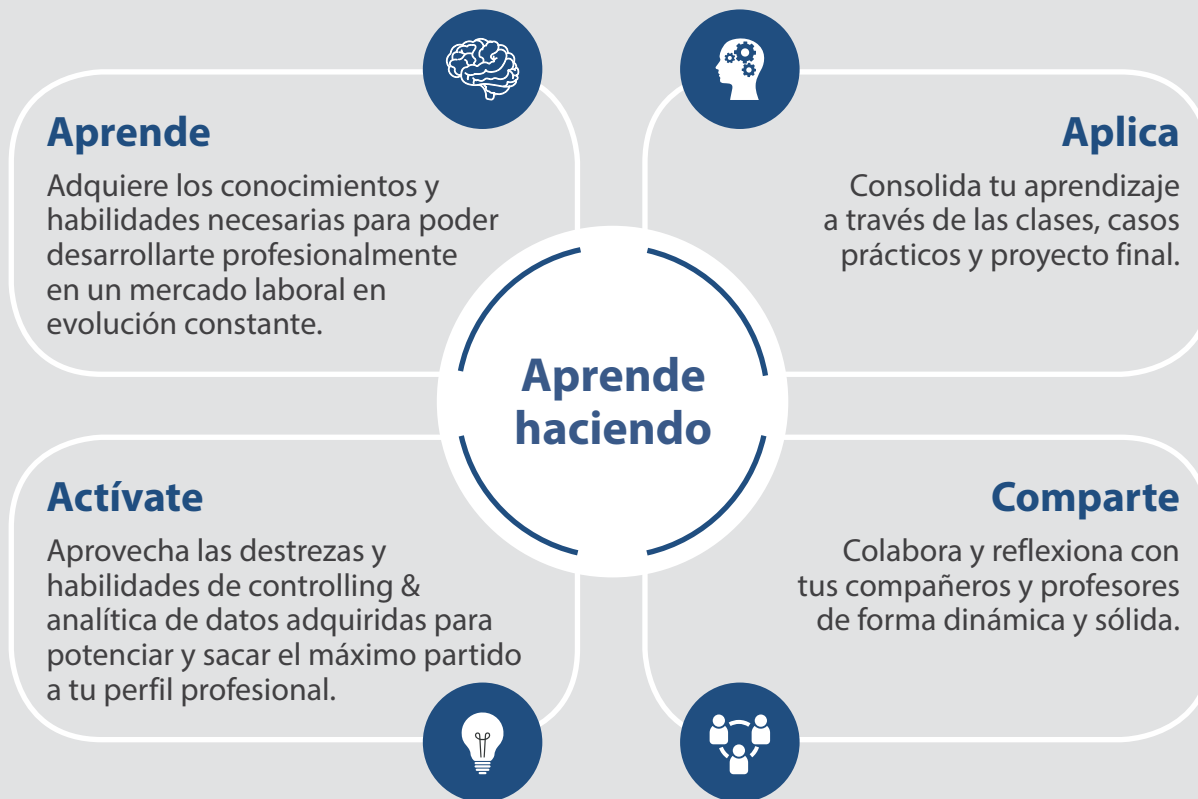 Aprende
Adquiere los conocimientos y
habilidades necesarias para poder
desarrollarte profesionalmente
en un mercado laboral en
evolución constante.
Aplica
Consolida tu aprendizaje
a través de las clases, casos
prácticos y proyecto final.
Aprende
haciendo
Actívate
Aprovecha las destrezas y
habilidades de controlling &
analítica de datos adquiridas para
potenciar y sacar el máximo partido
a tu perfil profesional.
Comparte
Colabora y reflexiona con
tus compañeros y profesores
de forma dinámica y sólida.